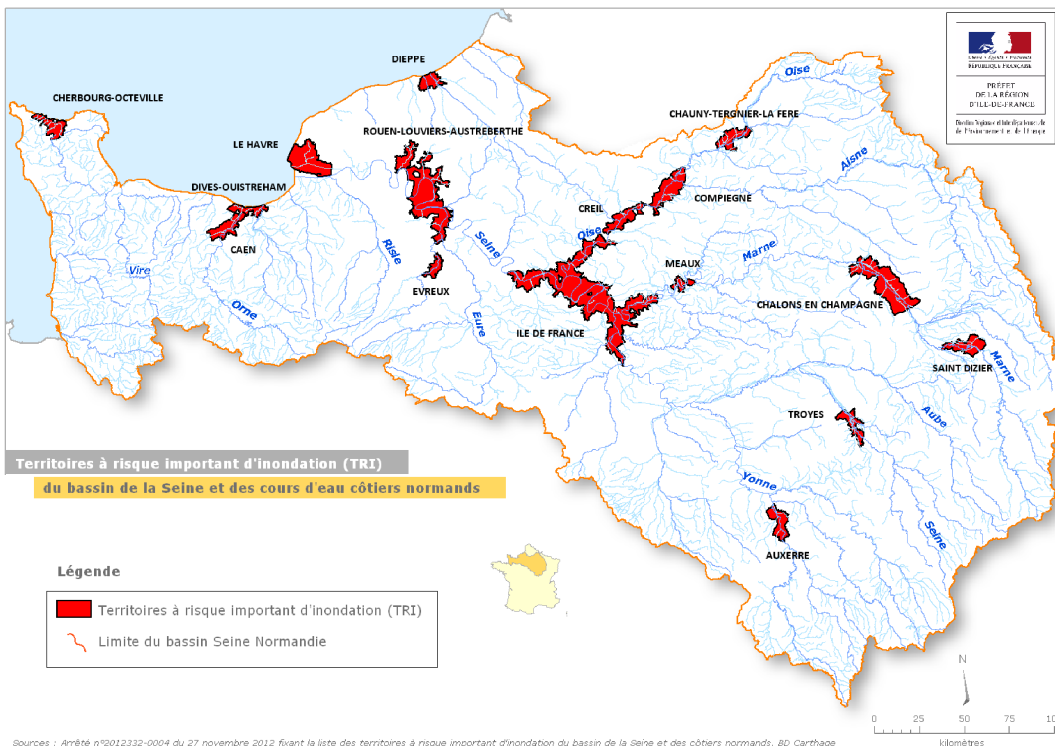 DIEPPE
Oise
CHERBOURG-OCTEVILLE
CHAUNY-TERGNIER-LA FERE
ROUEN-LOUVIERS-AUSTREBERTHE
LE HAVRE
Aisne
DIVES-OUISTREHAM
COMPIEGNE
CREIL
Oise
Seine
CAEN
Risle
Marne
MEAUX
Vire
EVREUX
CHALONS EN CHAMPAGNE
Orne
Eure
ILE DE FRANCE
Marne
SAINT DIZIER
TROYES
Aube
Yonne
Seine
AUXERRE
RÉPUBLIQUE FRANÇAISE
PRÉFET
DE LA RÉGION
D'ILE-DE-FRANCE
Territoires à risque important d'inondation (TRI)
du bassin de la Seine et des cours d'eau côtiers normands
Légende
Territoires à risque important d'inondation (TRI)
Limite du bassin Seine Normandie
N
0 25 50 75
kilomètres
Sources : Arrêté n°2012332-0004 du 27 novembre 2012 fixant la liste des territoires à risque important d'inondation du bassin de la Seine et des côtiers normands, BD Carthage